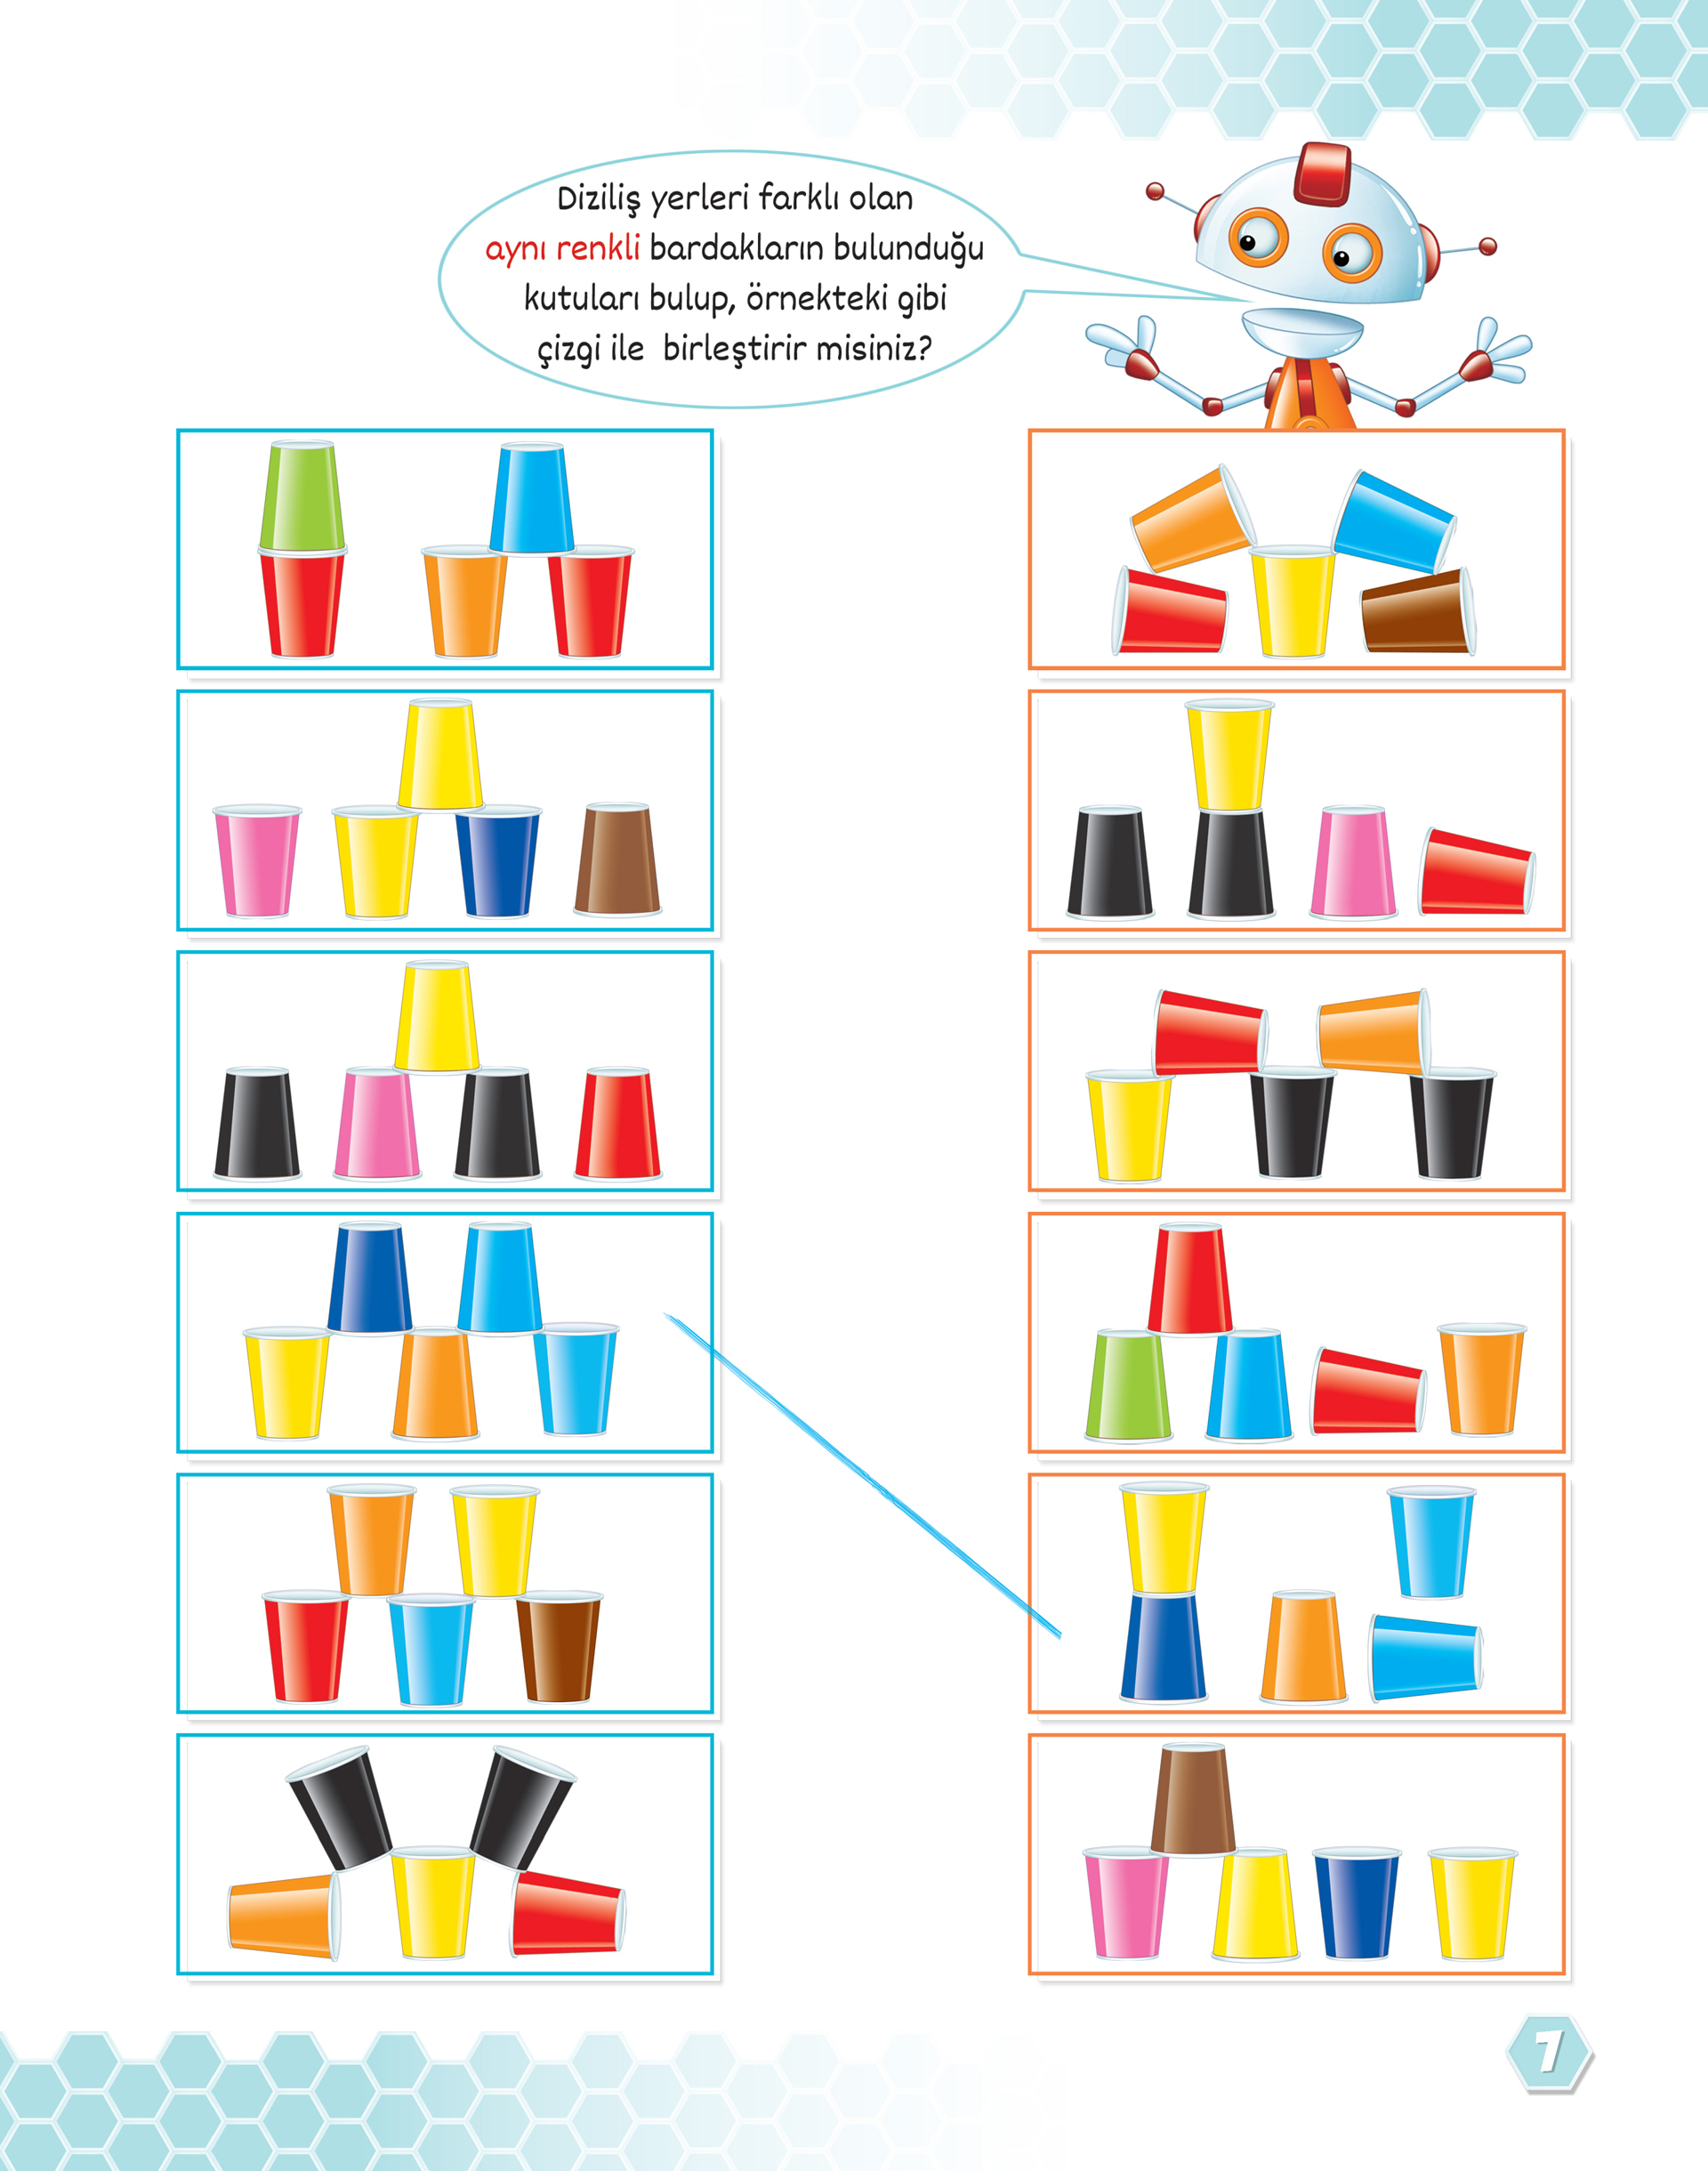 Diziliş yerleri farklı olan
aynı renkli bardakların bulunduğu
kutuları bulup, örnekteki gibi
çizgi ile birleştirir misiniz?
7